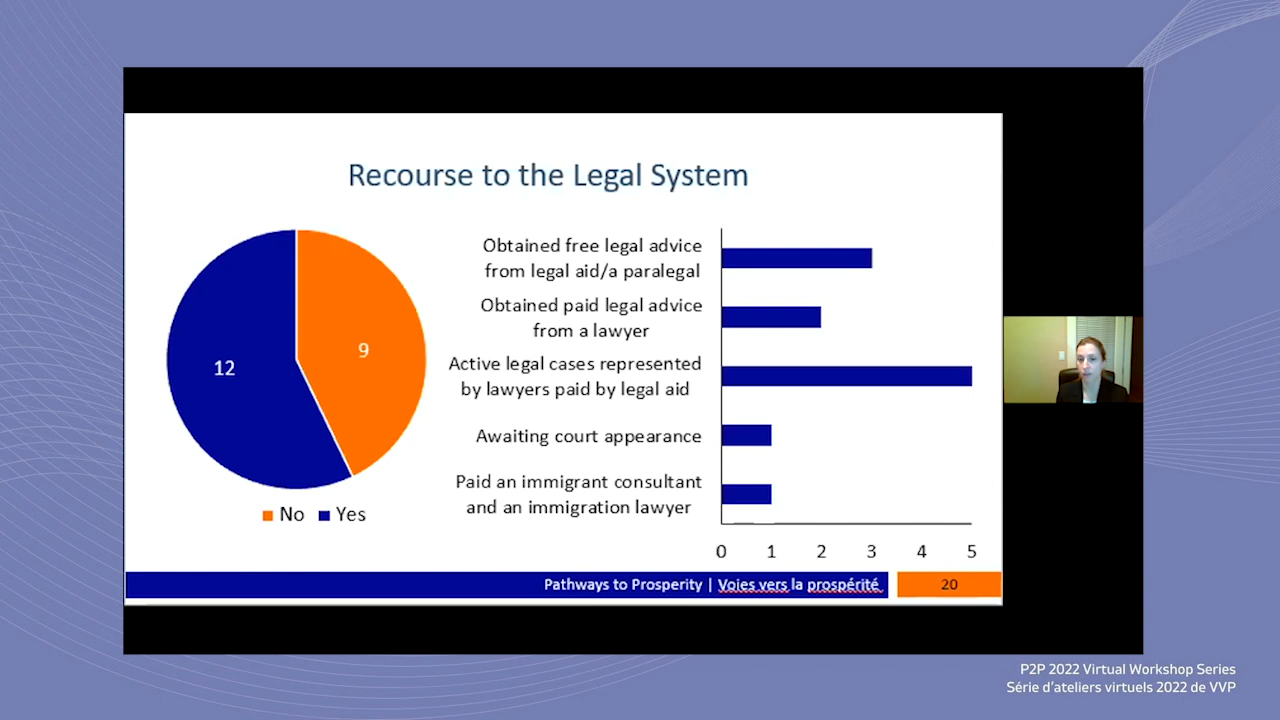 Recourse to the Legal System
12
9
No
Yes
Obtained free legal advice
from legal aid/a paralegal
Obtained paid legal advice
from a lawyer
Active legal cases represented
by lawyers paid by legal aid
Awaiting court appearance
Paid an immigrant consultant
and an immigration lawyer
0 1 2 3 4 5
Pathways to Prosperity | Voies vers la prospérité
20
P2P 2022 Virtual Workshop Series
Série d'ateliers virtuels 2022 de VVP